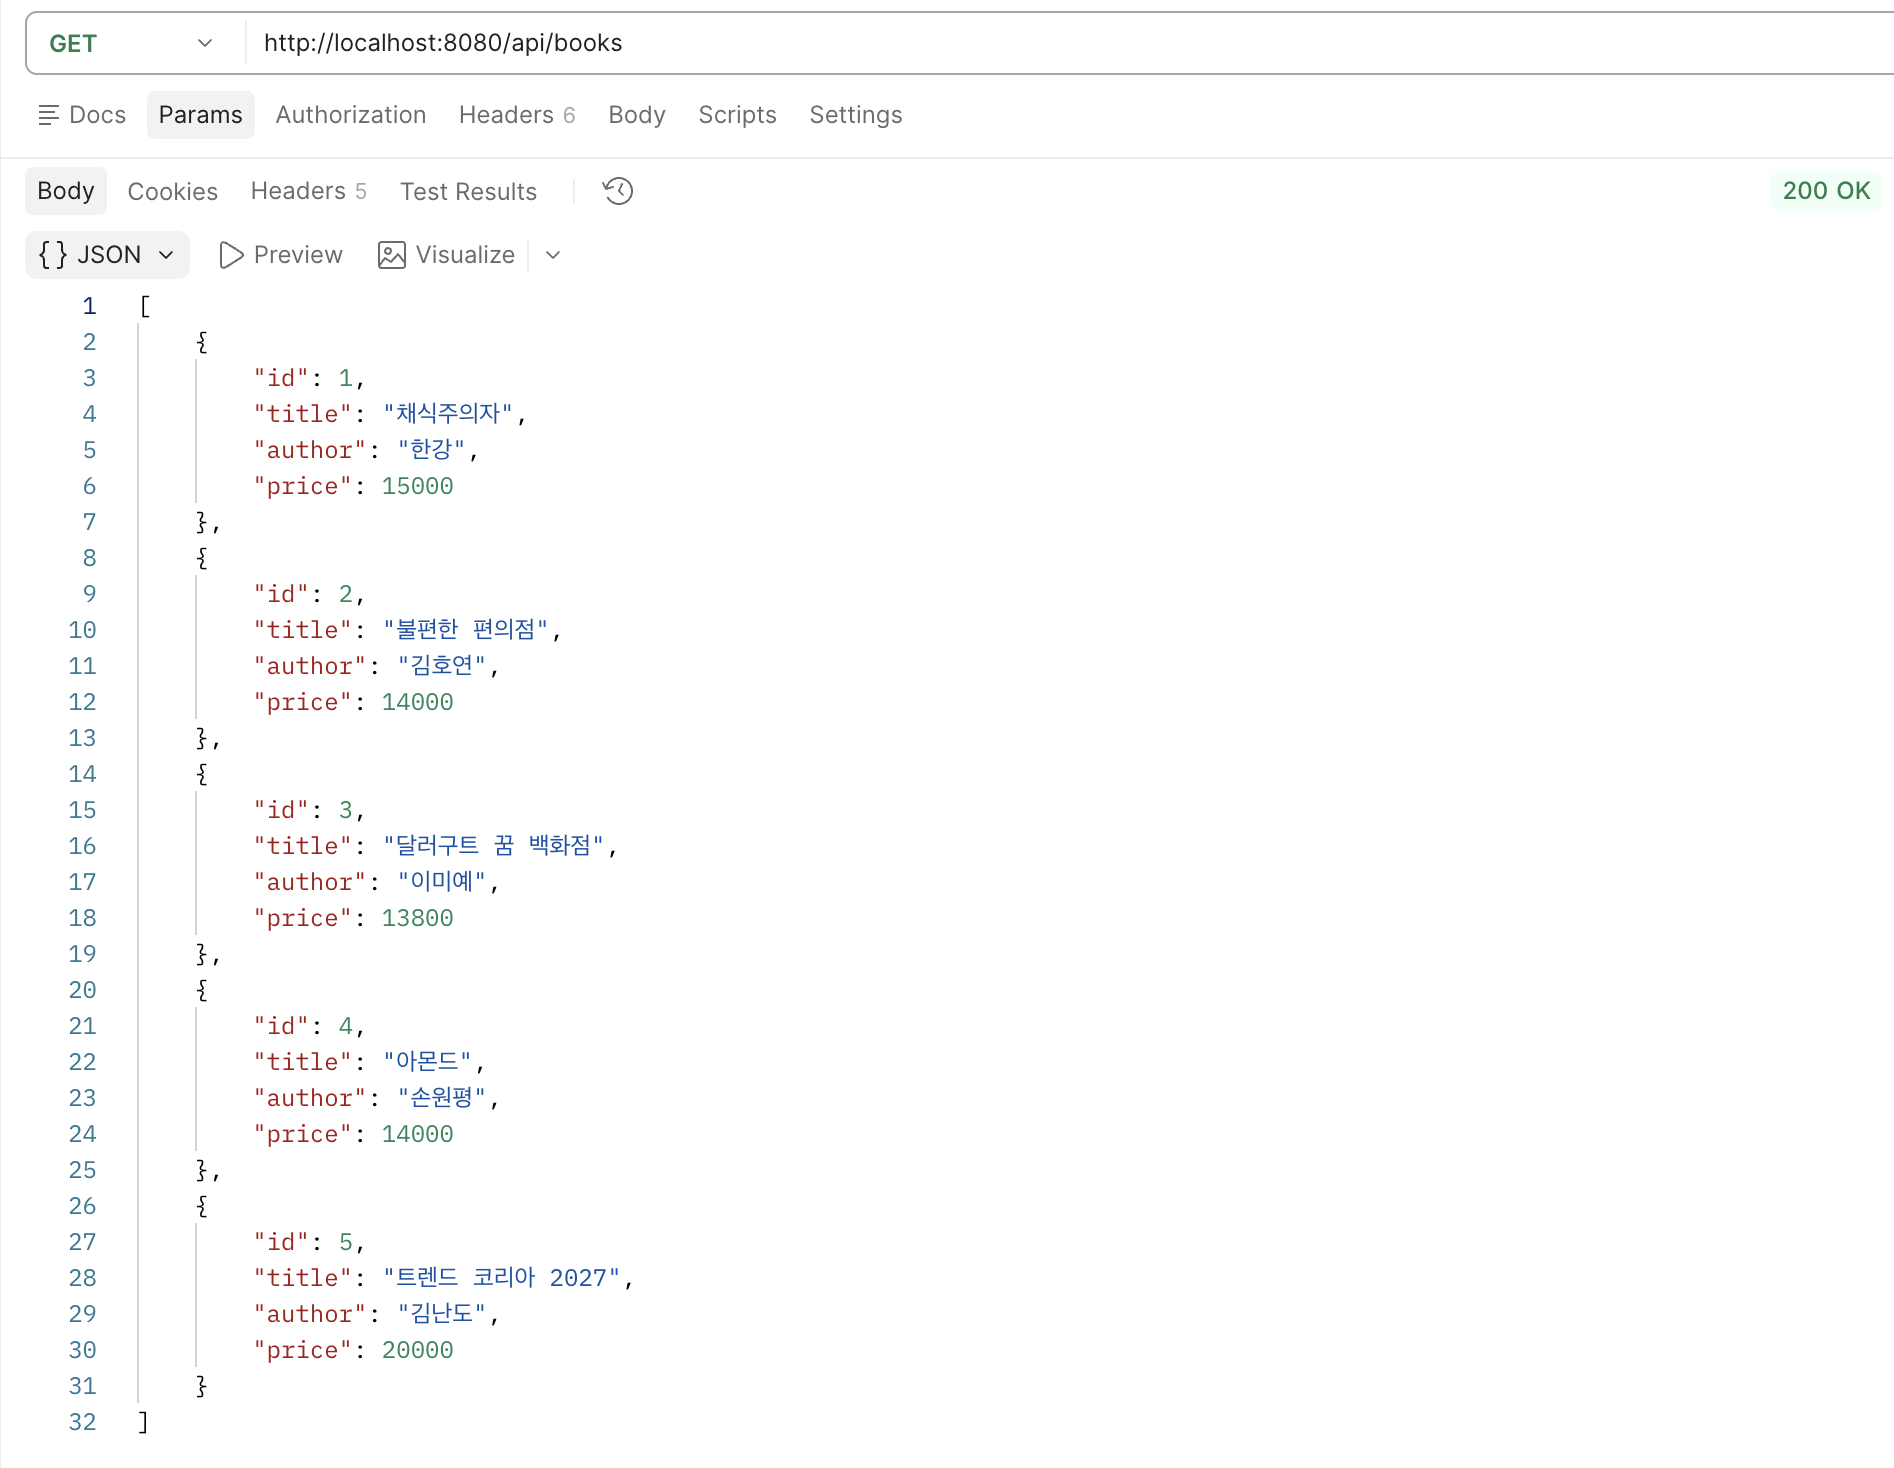 GET http://localhost:8080/api/books
Docs Params Authorization Headers 6 Body Scripts Settings
Body Cookies Headers 5 Test Results 200 OK
{} JSON Preview Visualize
1 [
2 {
3 "id": 1,
4 "title": "채식주의자",
5 "author": "한강",
6 "price": 15000
7 },
8 {
9 "id": 2,
10 "title": "불편한 편의점",
11 "author": "김호연",
12 "price": 14000
13 },
14 {
15 "id": 3,
16 "title": "달러구트 꿈 백화점",
17 "author": "이미예",
18 "price": 13800
19 },
20 {
21 "id": 4,
22 "title": "아몬드",
23 "author": "손원평",
24 "price": 14000
25 },
26 {
27 "id": 5,
28 "title": "트렌드 코리아 2027",
29 "author": "김난도",
30 "price": 20000
31 }
32 ]